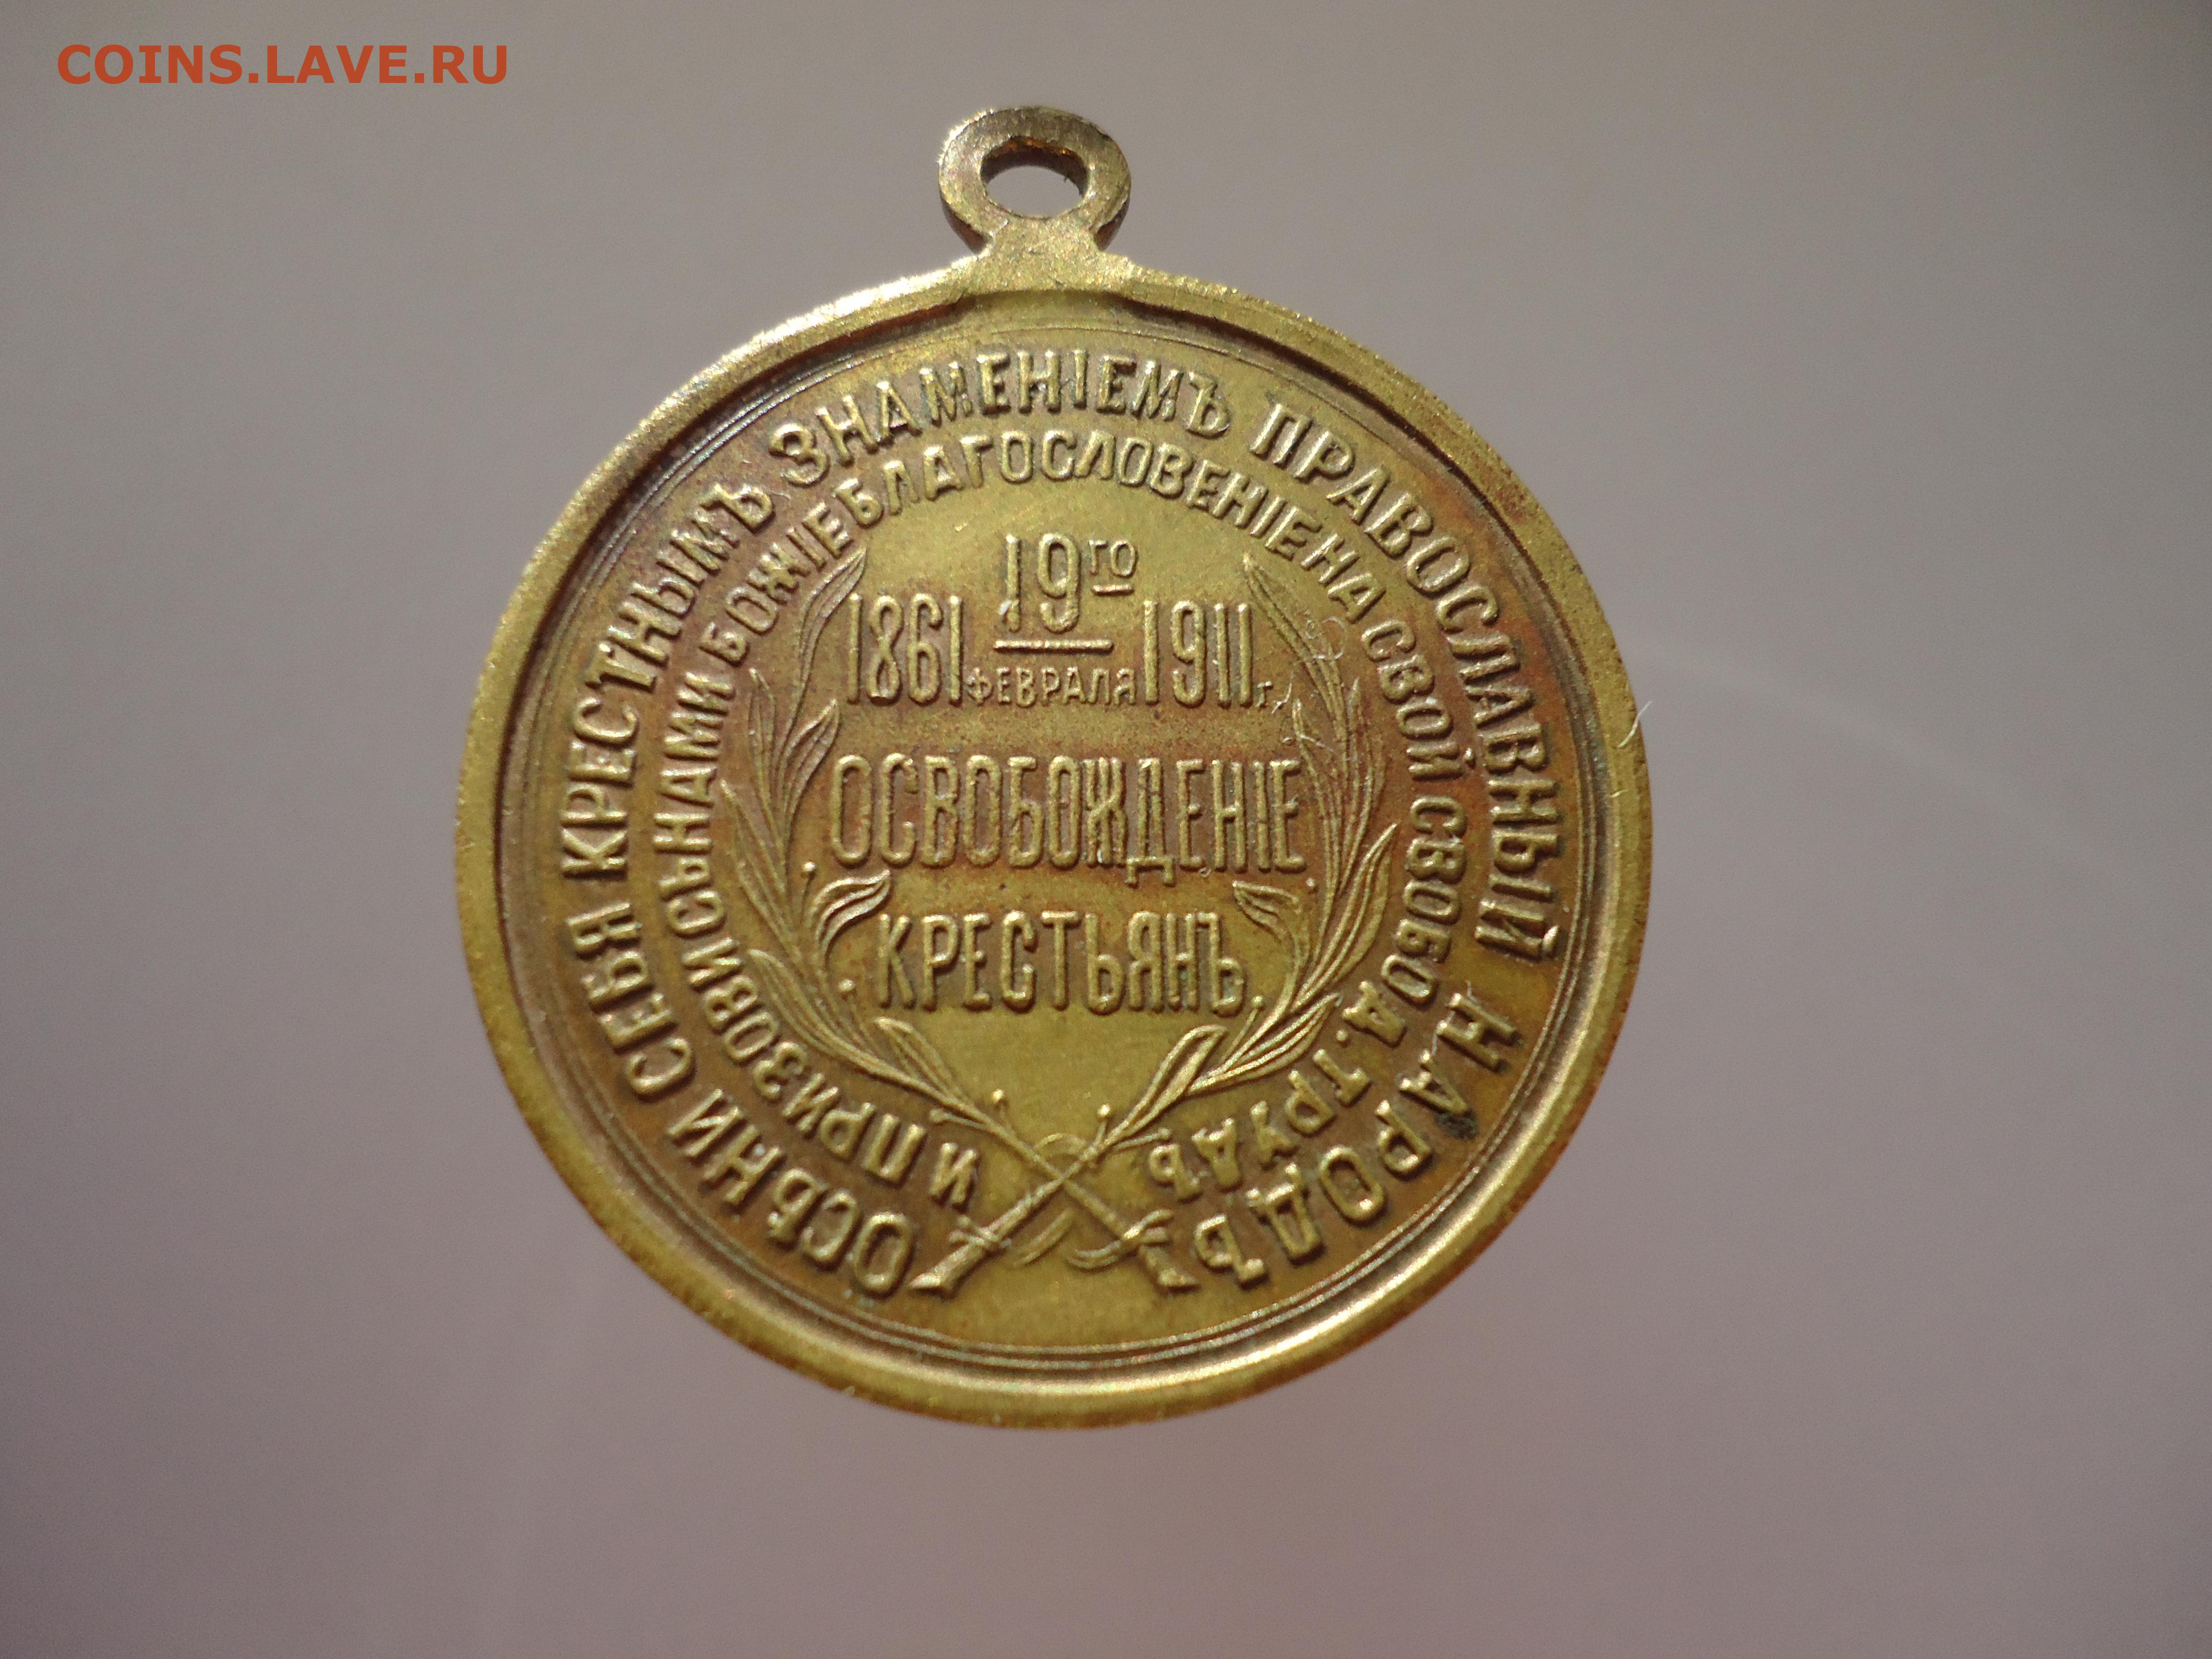 COINS.LAVE.RU
ОСѢНИ СЕБЯ КРЕСТНЫМЪ ЗНАМЕНІЕМЪ ПРАВОСЛАВНЫЙ НАРОДЪ
И ПРИЗОВИ СЪ НАМИ БОЖІЕ БЛАГОСЛОВЕНІЕ НА СВОЙ СВОБОД. ТРУДЪ
19го
1861 ФЕВРАЛЯ 1911 г.
ОСВОБОЖДЕНІЕ
КРЕСТЬЯНЪ.